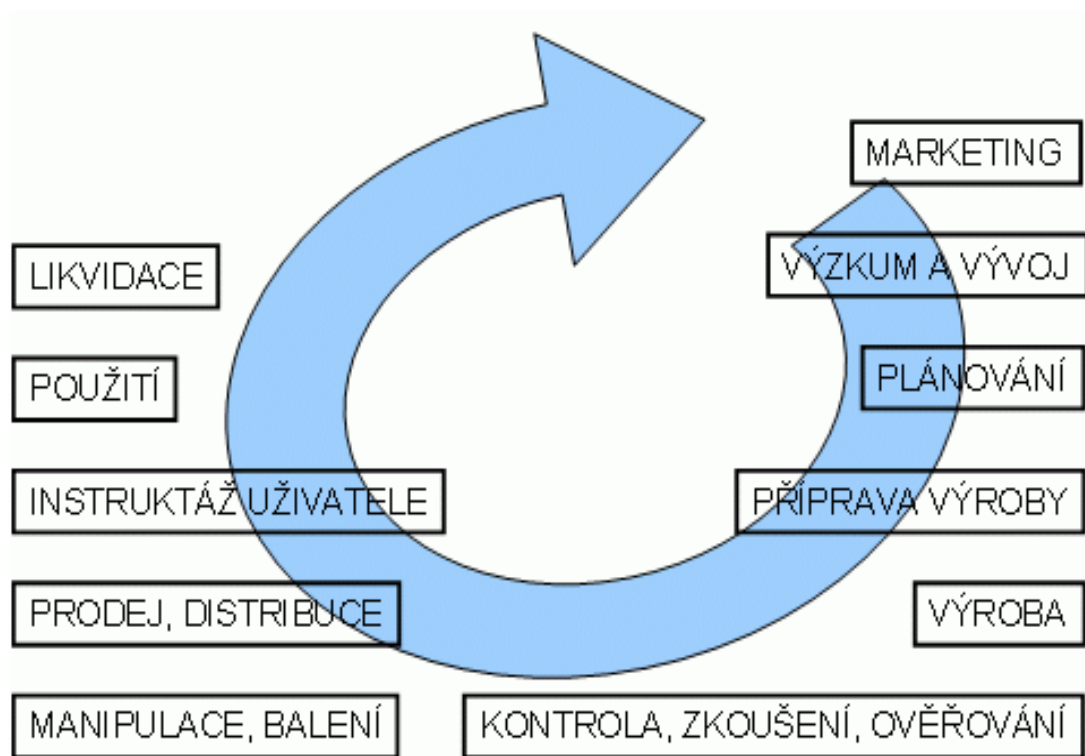 MARKETING
VÝZKUM A VÝVOJ
PLÁNOVÁNÍ
PŘÍPRAVA VÝROBY
VÝROBA
KONTROLA, ZKOUŠENÍ, OVĚŘOVÁNÍ
MANIPULACE, BALENÍ
PRODEJ, DISTRIBUCE
INSTRUKTÁŽ UŽIVATELE
POUŽITÍ
LIKVIDACE